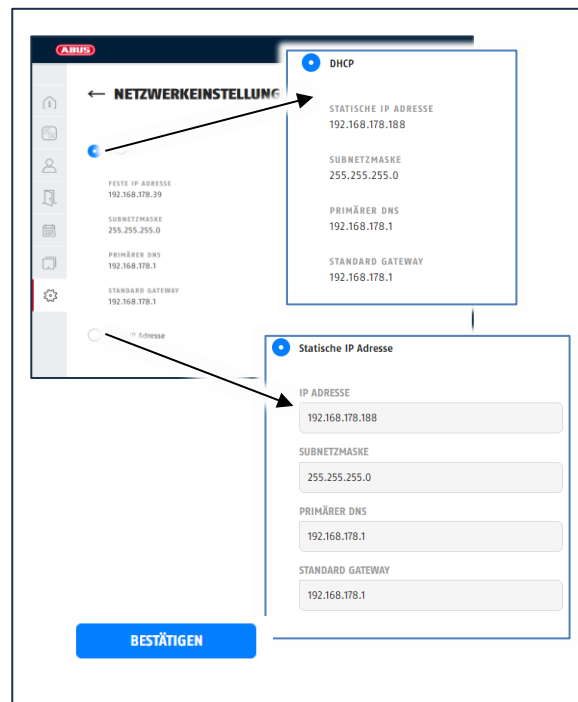 ABUS
← NETZWERKEINSTELLUNG
FESTE IP ADRESSE
192.168.178.39
SUBNETZMASKE
255.255.255.0
PRIMÄRER DNS
192.168.178.1
STANDARD GATEWAY
192.168.178.1
IP Adresse
DHCP
STATISCHE IP ADRESSE
192.168.178.188
SUBNETZMASKE
255.255.255.0
PRIMÄRER DNS
192.168.178.1
STANDARD GATEWAY
192.168.178.1
Statische IP Adresse
IP ADRESSE
192.168.178.188
SUBNETZMASKE
255.255.255.0
PRIMÄRER DNS
192.168.178.1
STANDARD GATEWAY
192.168.178.1
BESTÄTIGEN